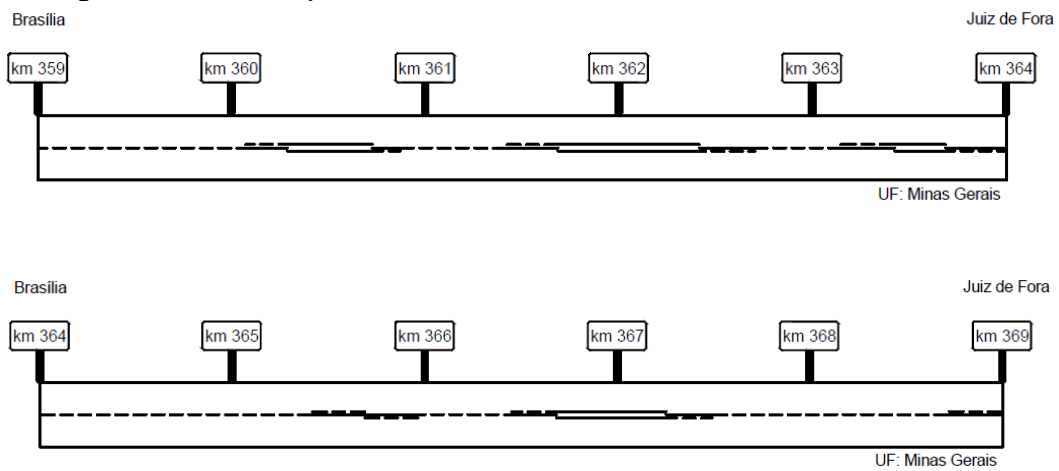 Brasília Juiz de Fora
km 359 km 360 km 361 km 362 km 363 km 364
UF: Minas Gerais
Brasília Juiz de Fora
km 364 km 365 km 366 km 367 km 368 km 369
UF: Minas Gerais